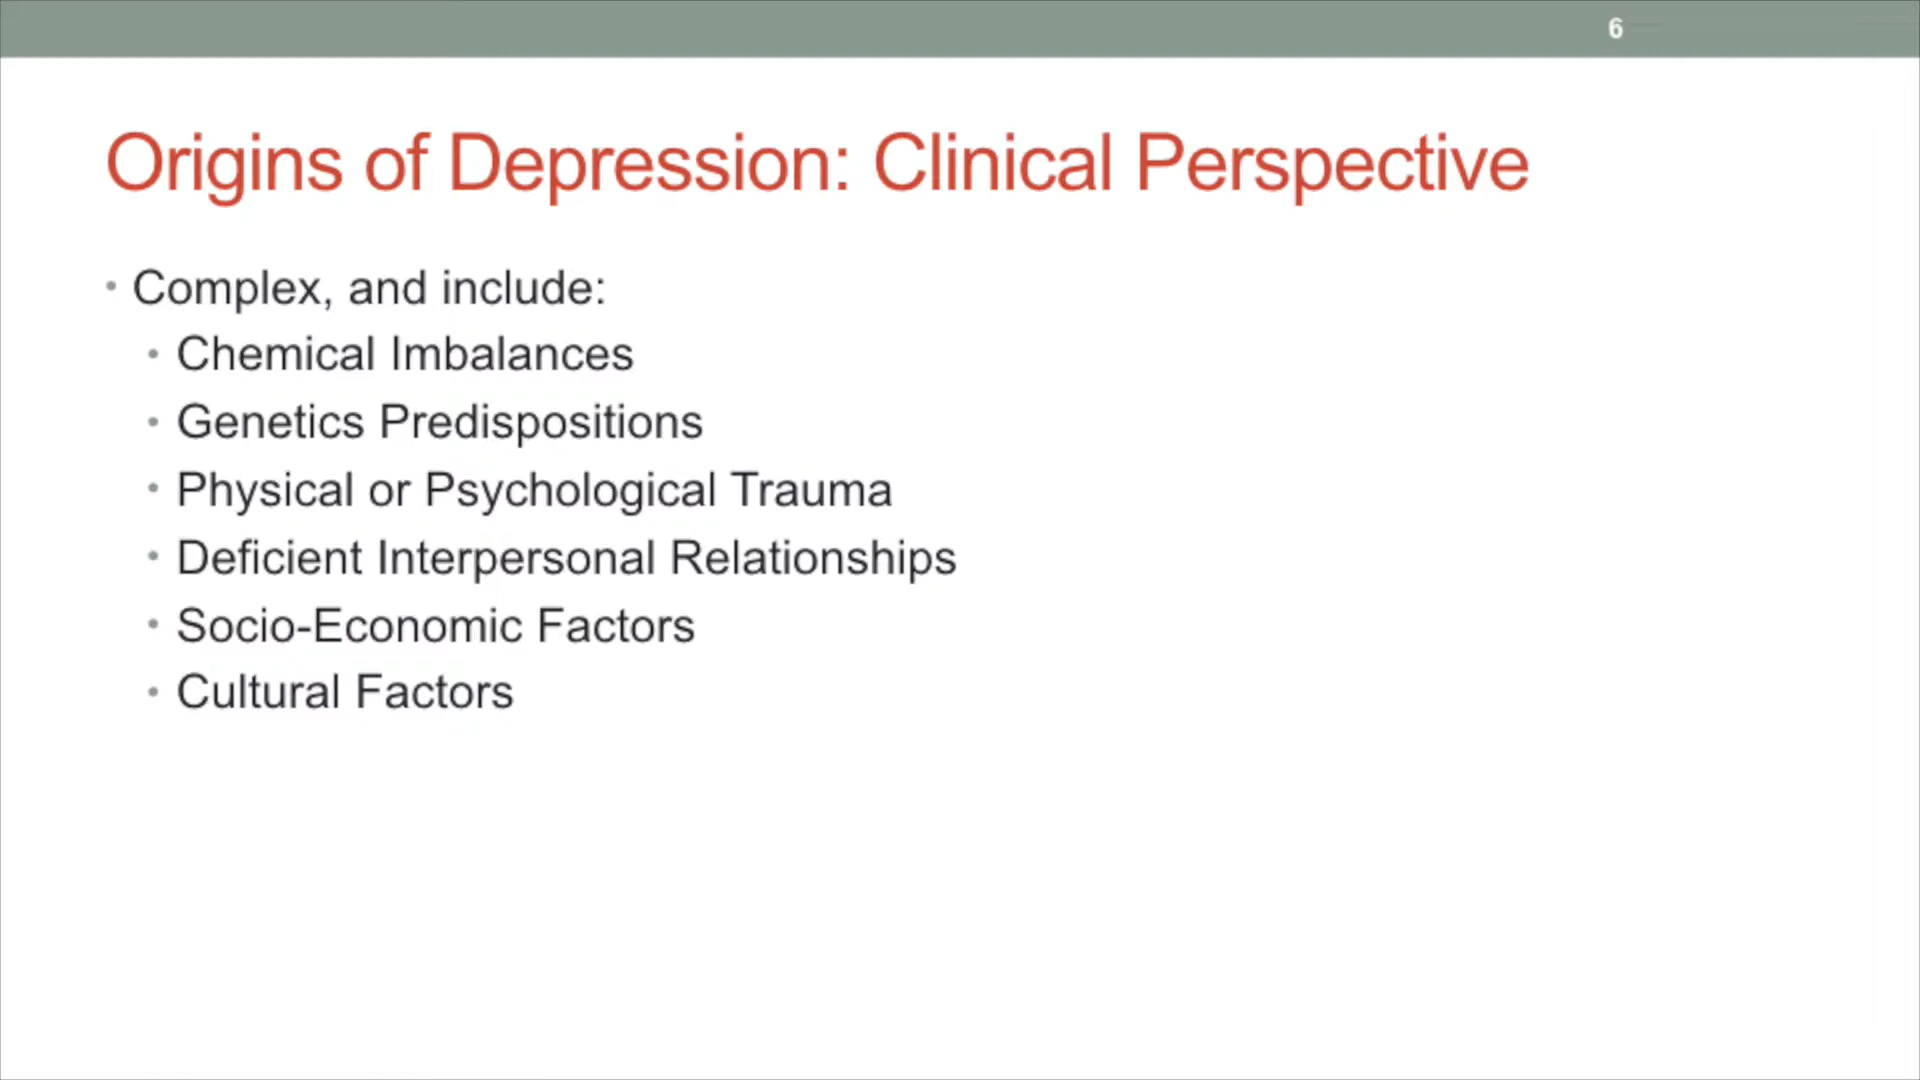 6
Origins of Depression: Clinical Perspective
• Complex, and include:
• Chemical Imbalances
• Genetics Predispositions
• Physical or Psychological Trauma
• Deficient Interpersonal Relationships
• Socio-Economic Factors
• Cultural Factors